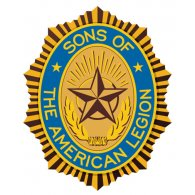 SONS OF
THE AMERICAN LEGION